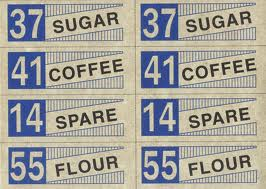 37 SUGAR 37 SUGAR
41 COFFEE 41 COFFEE
14 SPARE 14 SPARE
55 FLOUR 55 FLOUR